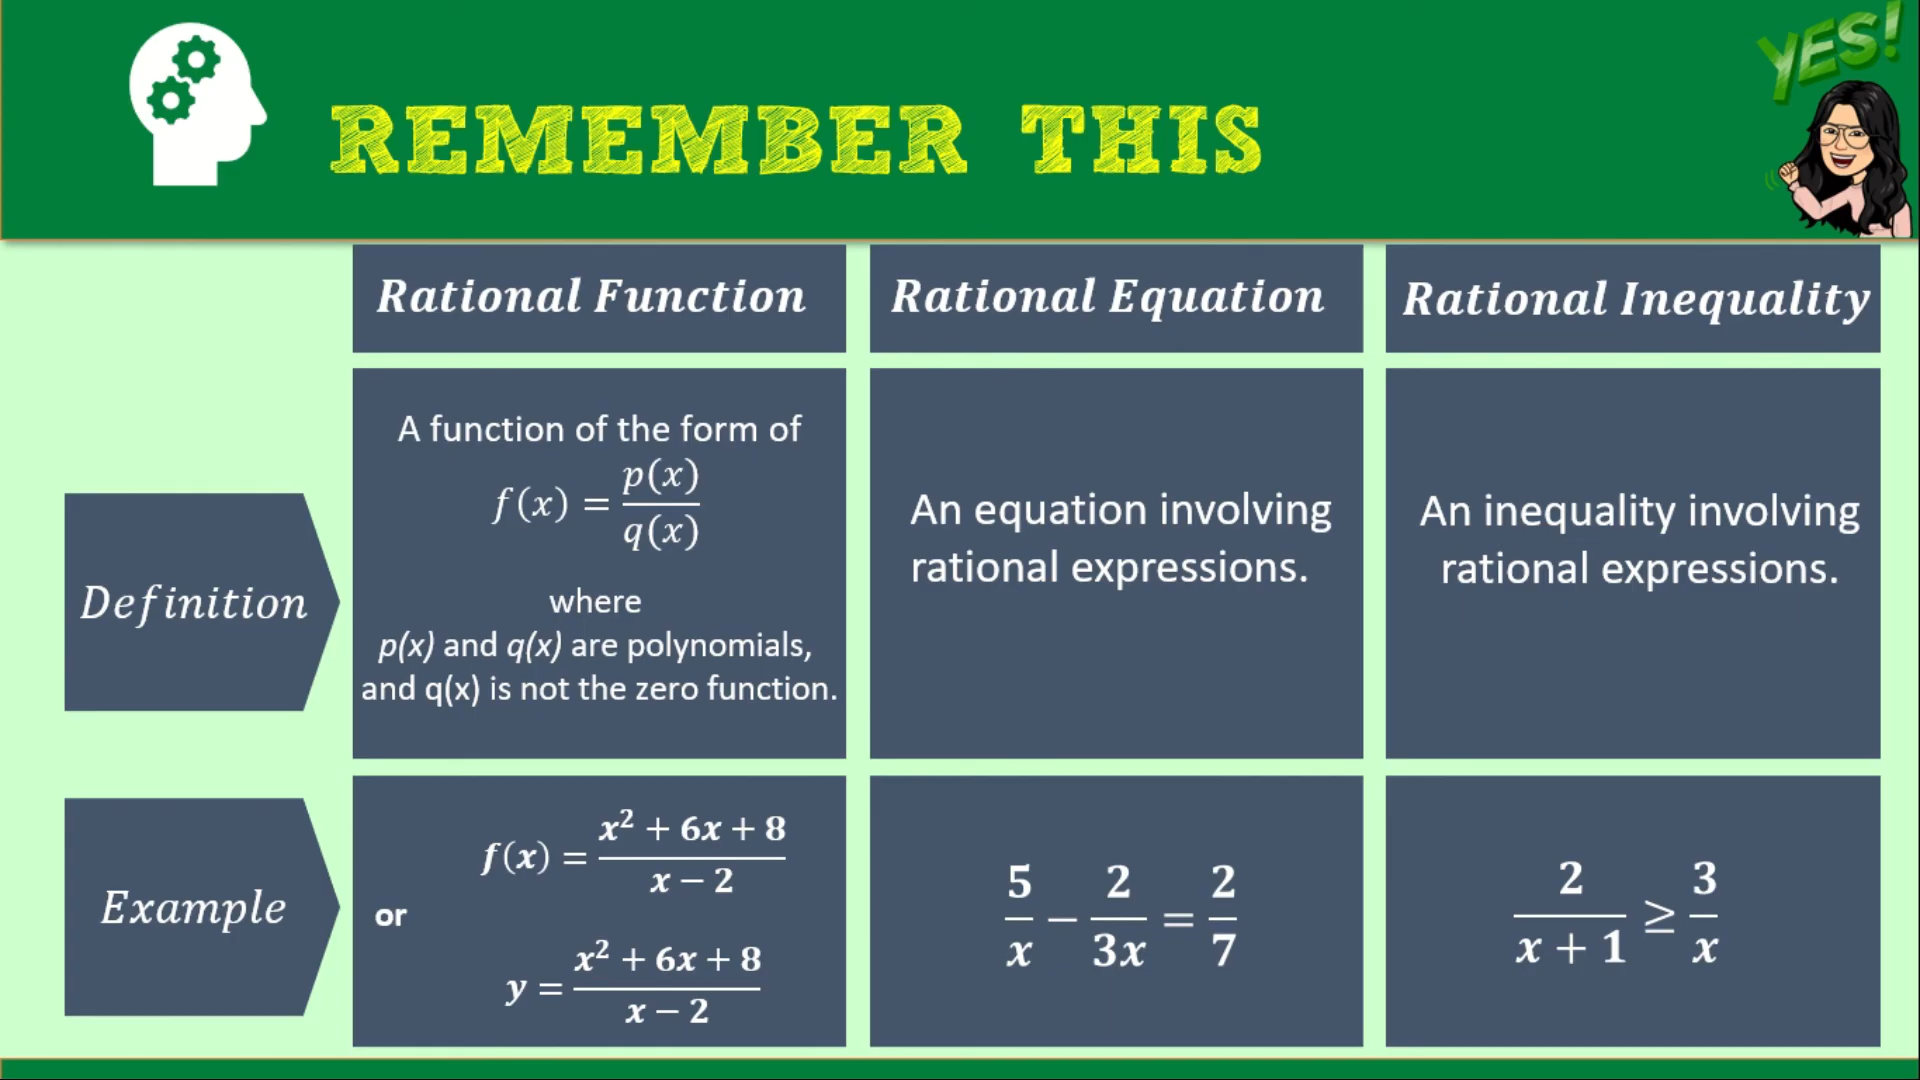 YES!
REMEMBER THIS
Rational Function
Rational Equation
Rational Inequality
Definition
A function of the form of
f(x) = p(x)/q(x)
where
p(x) and q(x) are polynomials,
and q(x) is not the zero function.
An equation involving
rational expressions.
An inequality involving
rational expressions.
Example
f(x) = (x² + 6x + 8)/(x − 2)
or
y = (x² + 6x + 8)/(x − 2)
5/x − 2/3x = 2/7
2/(x + 1) ≥ 3/x